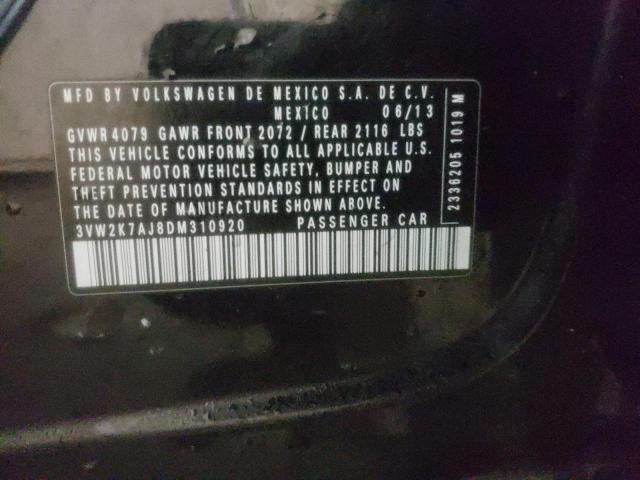 MFD BY VOLKSWAGEN DE MEXICO S.A. DE C.V.
MEXICO 06/13
GVWR 4079 GAWR FRONT 2072 / REAR 2116 LBS
THIS VEHICLE CONFORMS TO ALL APPLICABLE U.S.
FEDERAL MOTOR VEHICLE SAFETY, BUMPER AND
THEFT PREVENTION STANDARDS IN EFFECT ON
THE DATE OF MANUFACTURE SHOWN ABOVE.
3VW2K7AJ8DM310920 PASSENGER CAR
2336205 1019 M